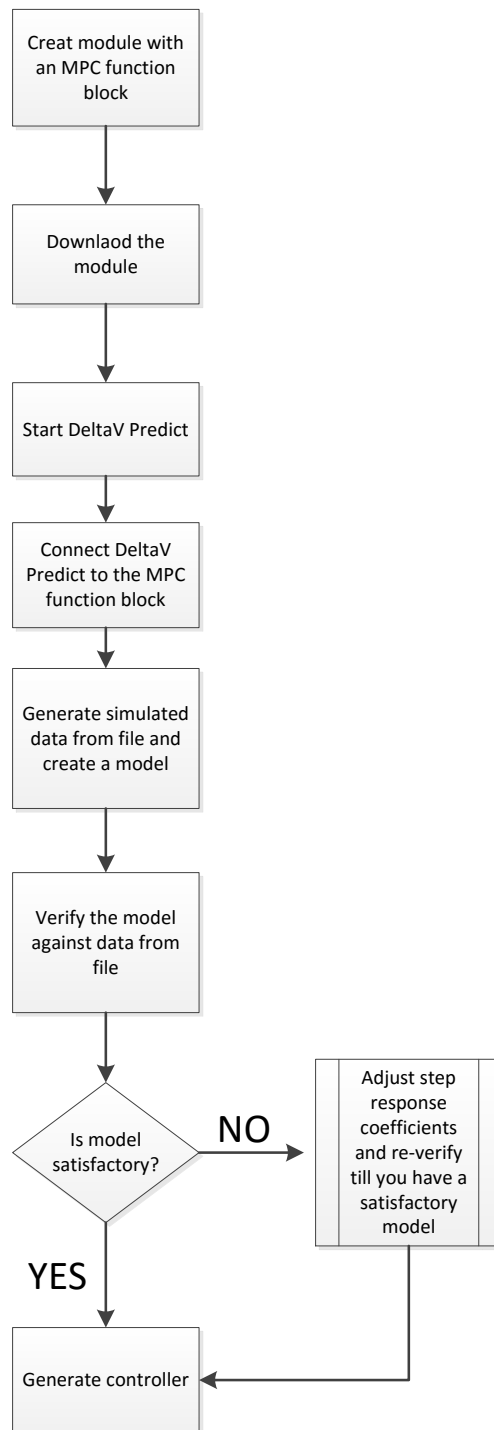 Creat module with
an MPC function
block
Downlaod the
module
Start DeltaV Predict
Connect DeltaV
Predict to the MPC
function block
Generate simulated
data from file and
create a model
Verify the model
against data from
file
Is model
satisfactory?
NO
Adjust step
response
coefficients
and re-verify
till you have a
satisfactory
model
YES
Generate controller